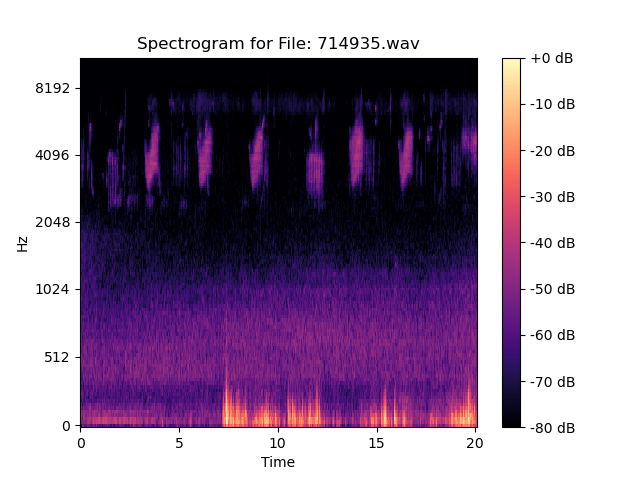 Spectrogram for File: 714935.wav
8192
4096
2048
1024
512
0
Hz
0 5 10 15 20
Time
+0 dB
-10 dB
-20 dB
-30 dB
-40 dB
-50 dB
-60 dB
-70 dB
-80 dB